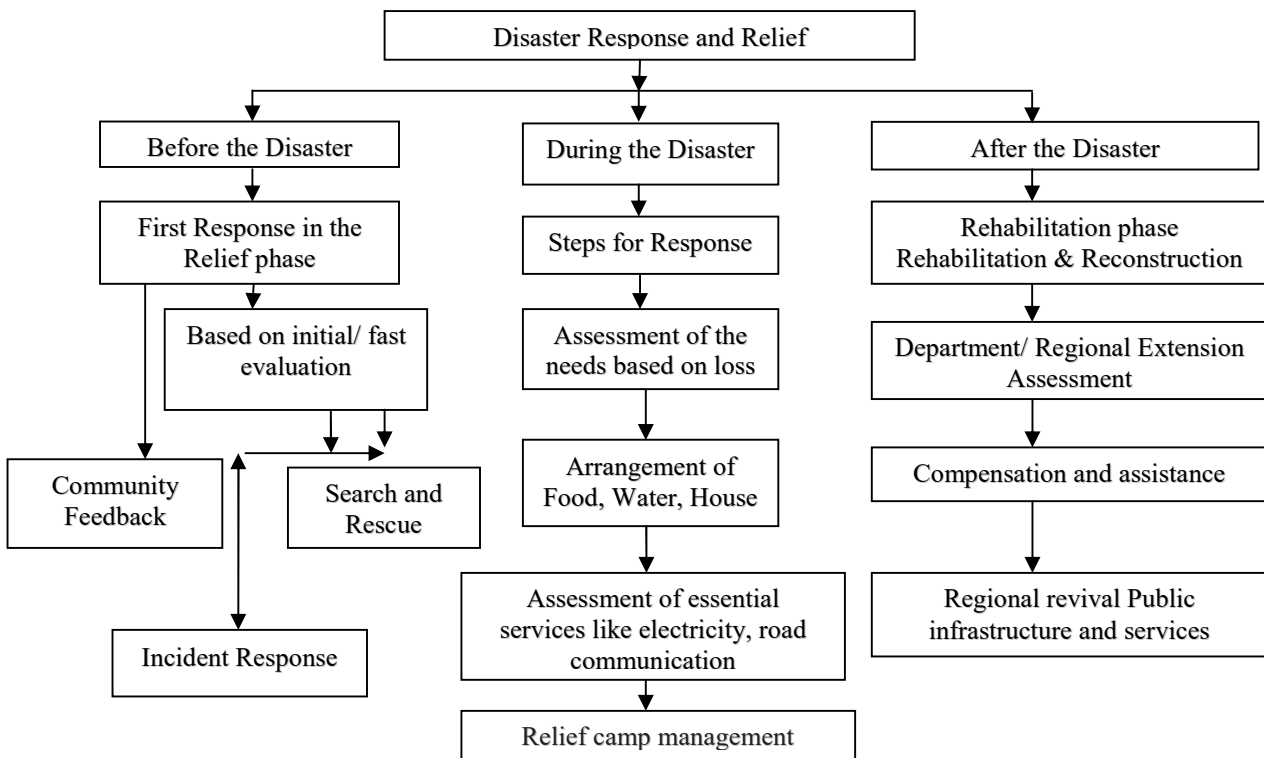 Disaster Response and Relief
Before the Disaster
During the Disaster
After the Disaster
First Response in the
Relief phase
Steps for Response
Rehabilitation phase
Rehabilitation & Reconstruction
Based on initial/ fast
evaluation
Assessment of the
needs based on loss
Department/ Regional Extension
Assessment
Community
Feedback
Search and
Rescue
Arrangement of
Food, Water, House
Compensation and assistance
Incident Response
Assessment of essential
services like electricity, road
communication
Regional revival Public
infrastructure and services
Relief camp management